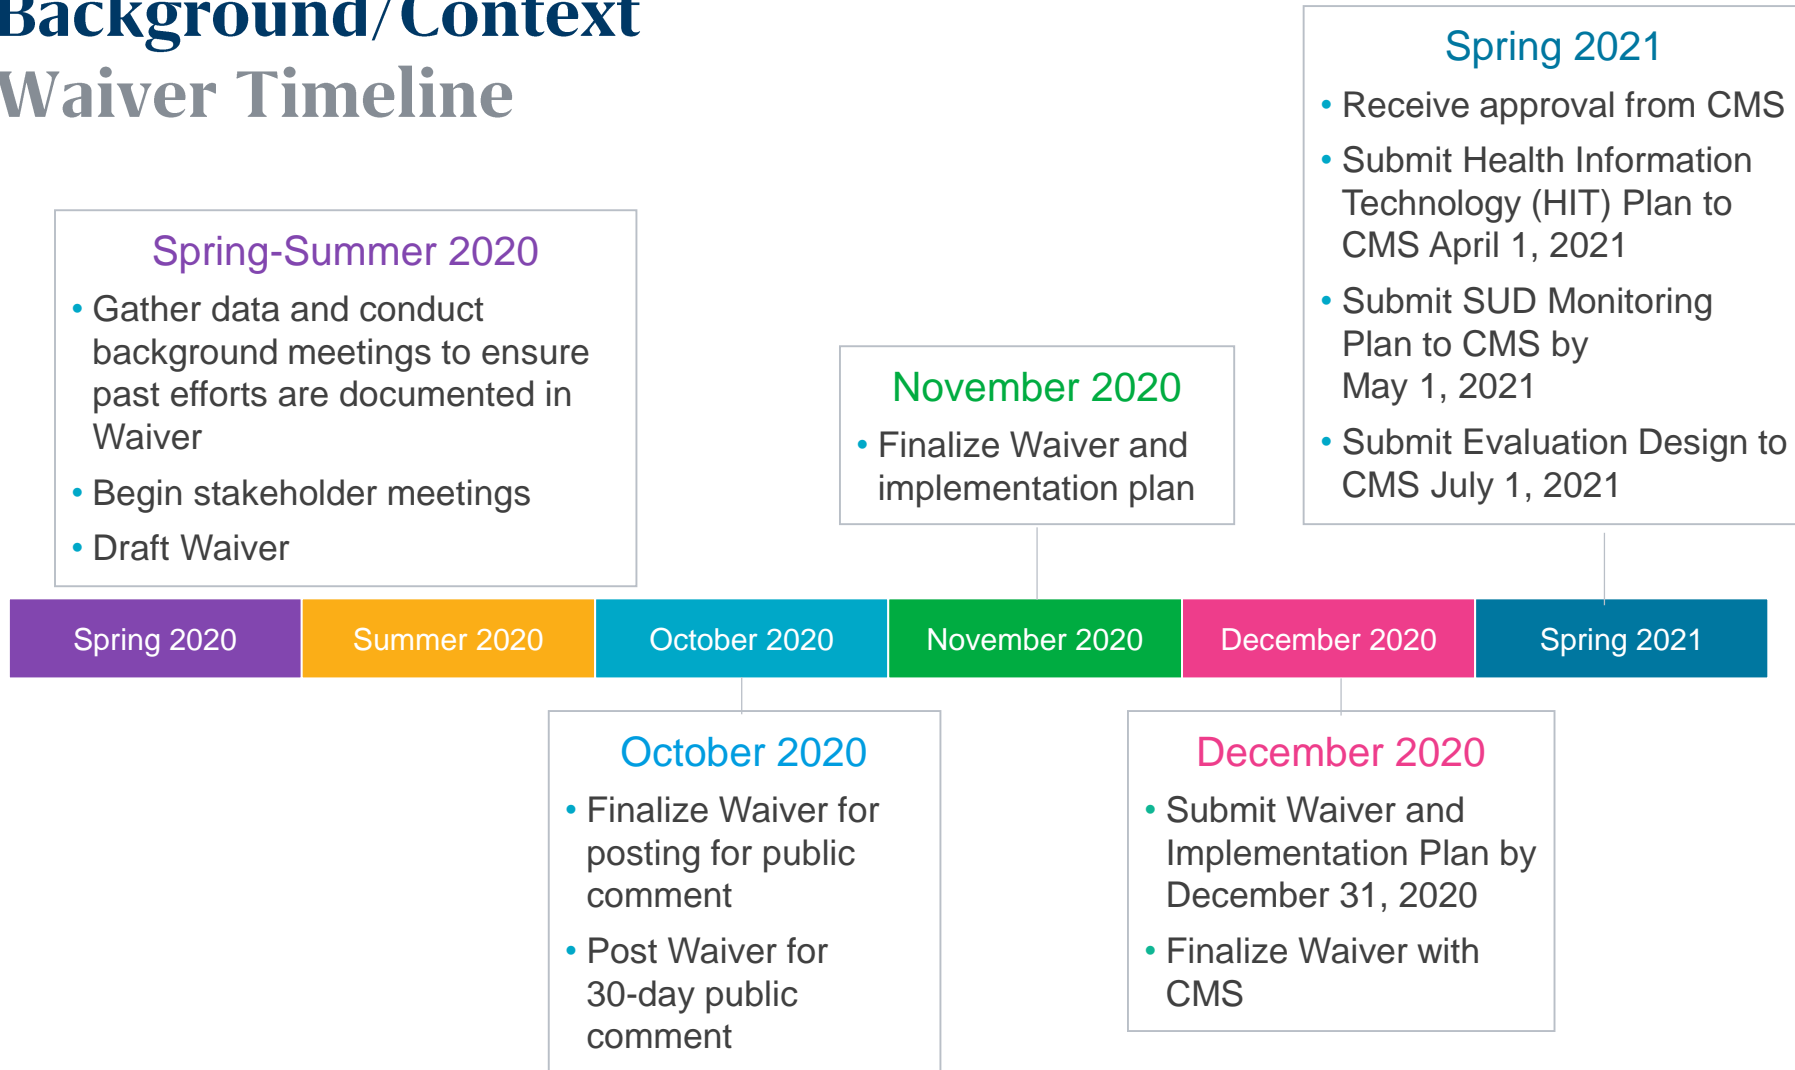 Background/Context
Waiver Timeline
Spring-Summer 2020
• Gather data and conduct
background meetings to ensure
past efforts are documented in
Waiver
• Begin stakeholder meetings
• Draft Waiver
November 2020
• Finalize Waiver and
implementation plan
Spring 2021
• Receive approval from CMS
• Submit Health Information
Technology (HIT) Plan to
CMS April 1, 2021
• Submit SUD Monitoring
Plan to CMS by
May 1, 2021
• Submit Evaluation Design to
CMS July 1, 2021
Spring 2020
Summer 2020
October 2020
November 2020
December 2020
Spring 2021
October 2020
• Finalize Waiver for
posting for public
comment
• Post Waiver for
30-day public
comment
December 2020
• Submit Waiver and
Implementation Plan by
December 31, 2020
• Finalize Waiver with
CMS